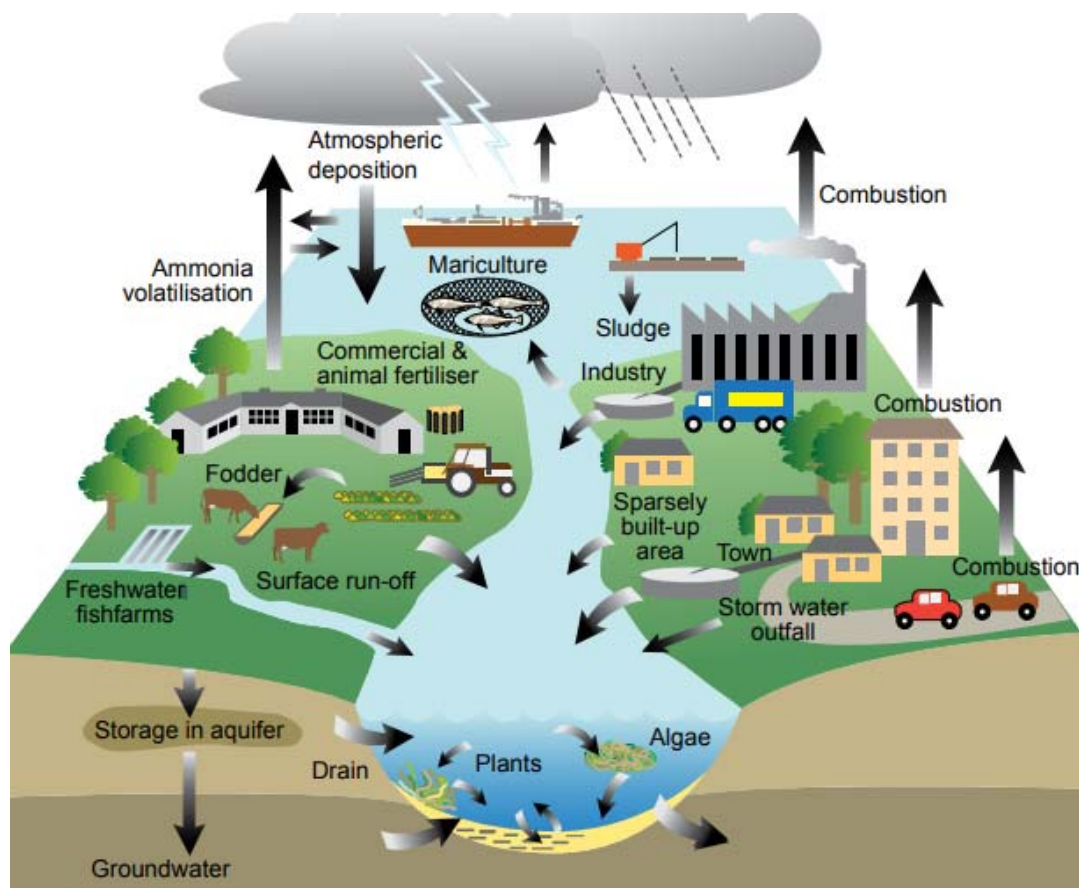 Atmospheric
deposition
Combustion
Ammonia
volatilisation
Mariculture
Sludge
Commercial &
animal fertiliser
Industry
Combustion
Fodder
Sparsely
built-up
area
Town
Combustion
Freshwater
fishfarms
Surface run-off
Storm water
outfall
Storage in aquifer
Drain
Plants
Algae
Groundwater